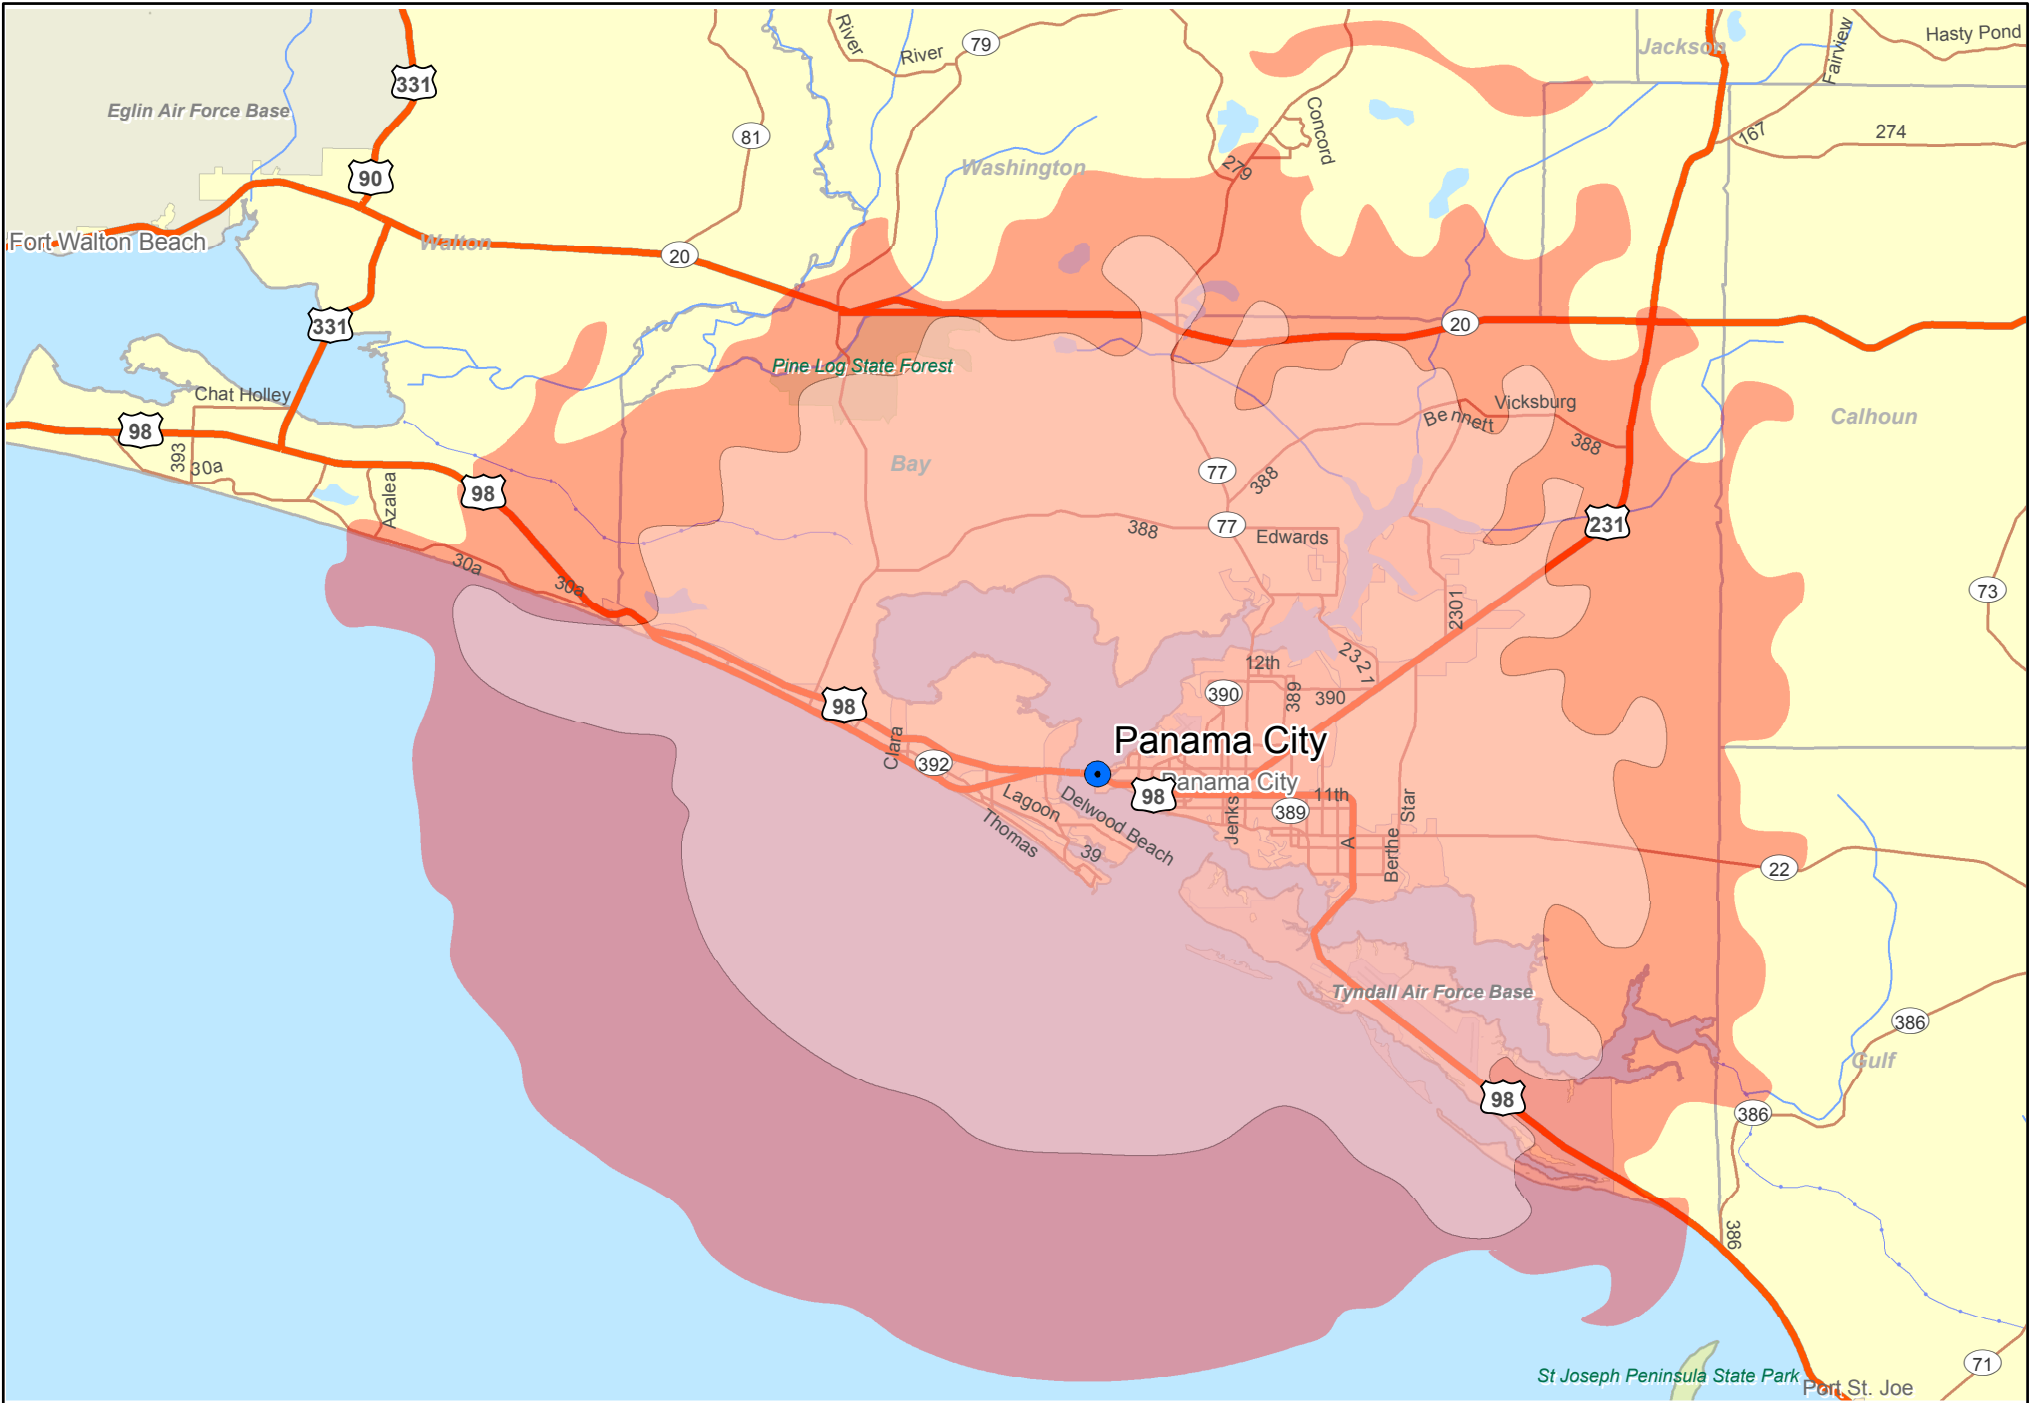 River
River
79
Jackson
Fairview
Hasty Pond
331
Eglin Air Force Base
81
Concord
167
274
Washington
279
90
Fort Walton Beach
Walton
20
331
20
Pine Log State Forest
Chat Holley
Vicksburg
Bennett
Calhoun
98
393
30a
388
Bay
77
388
Azalea
98
388
77
Edwards
231
30a
30a
73
2301
2321
12th
390
389
390
98
Clara
Panama City
392
Panama City
98
11th
Lagoon
Delwood Beach
Jenks
389
Star
Thomas
39
A
Berthe
22
Tyndall Air Force Base
386
Gulf
98
386
386
St Joseph Peninsula State Park
71
Port St. Joe